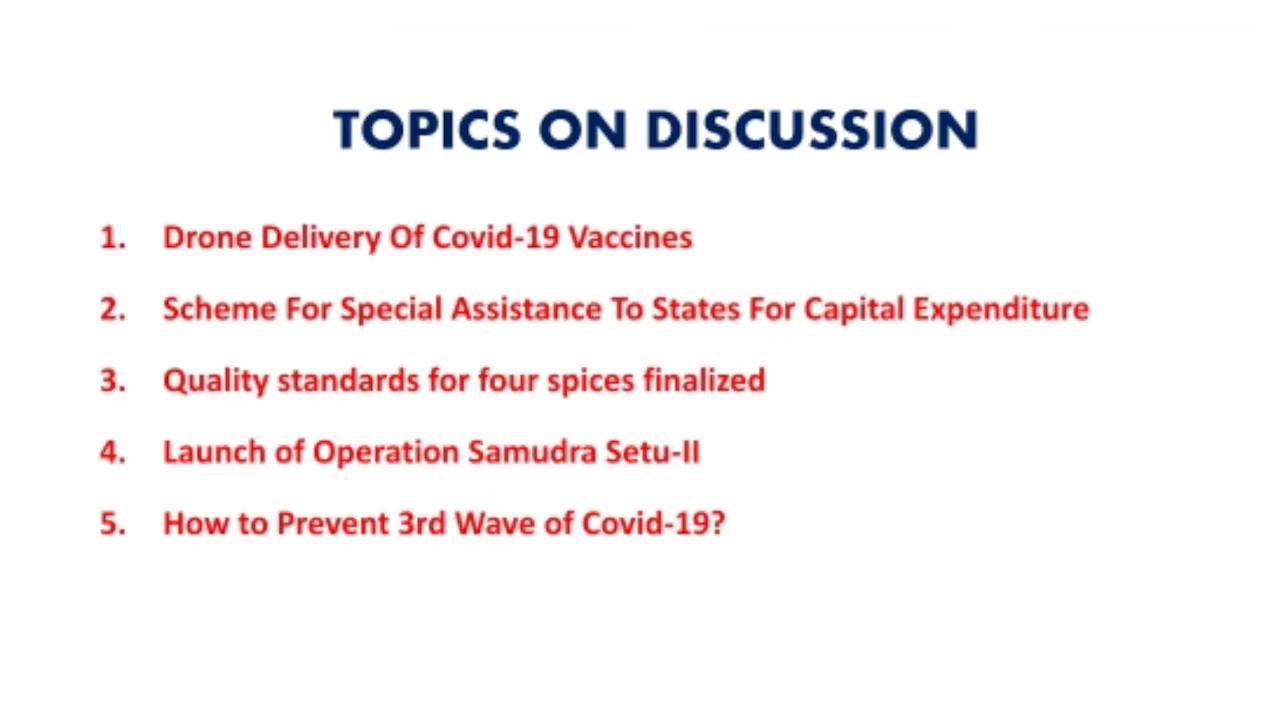 TOPICS ON DISCUSSION
1. Drone Delivery Of Covid-19 Vaccines
2. Scheme For Special Assistance To States For Capital Expenditure
3. Quality standards for four spices finalized
4. Launch of Operation Samudra Setu-II
5. How to Prevent 3rd Wave of Covid-19?